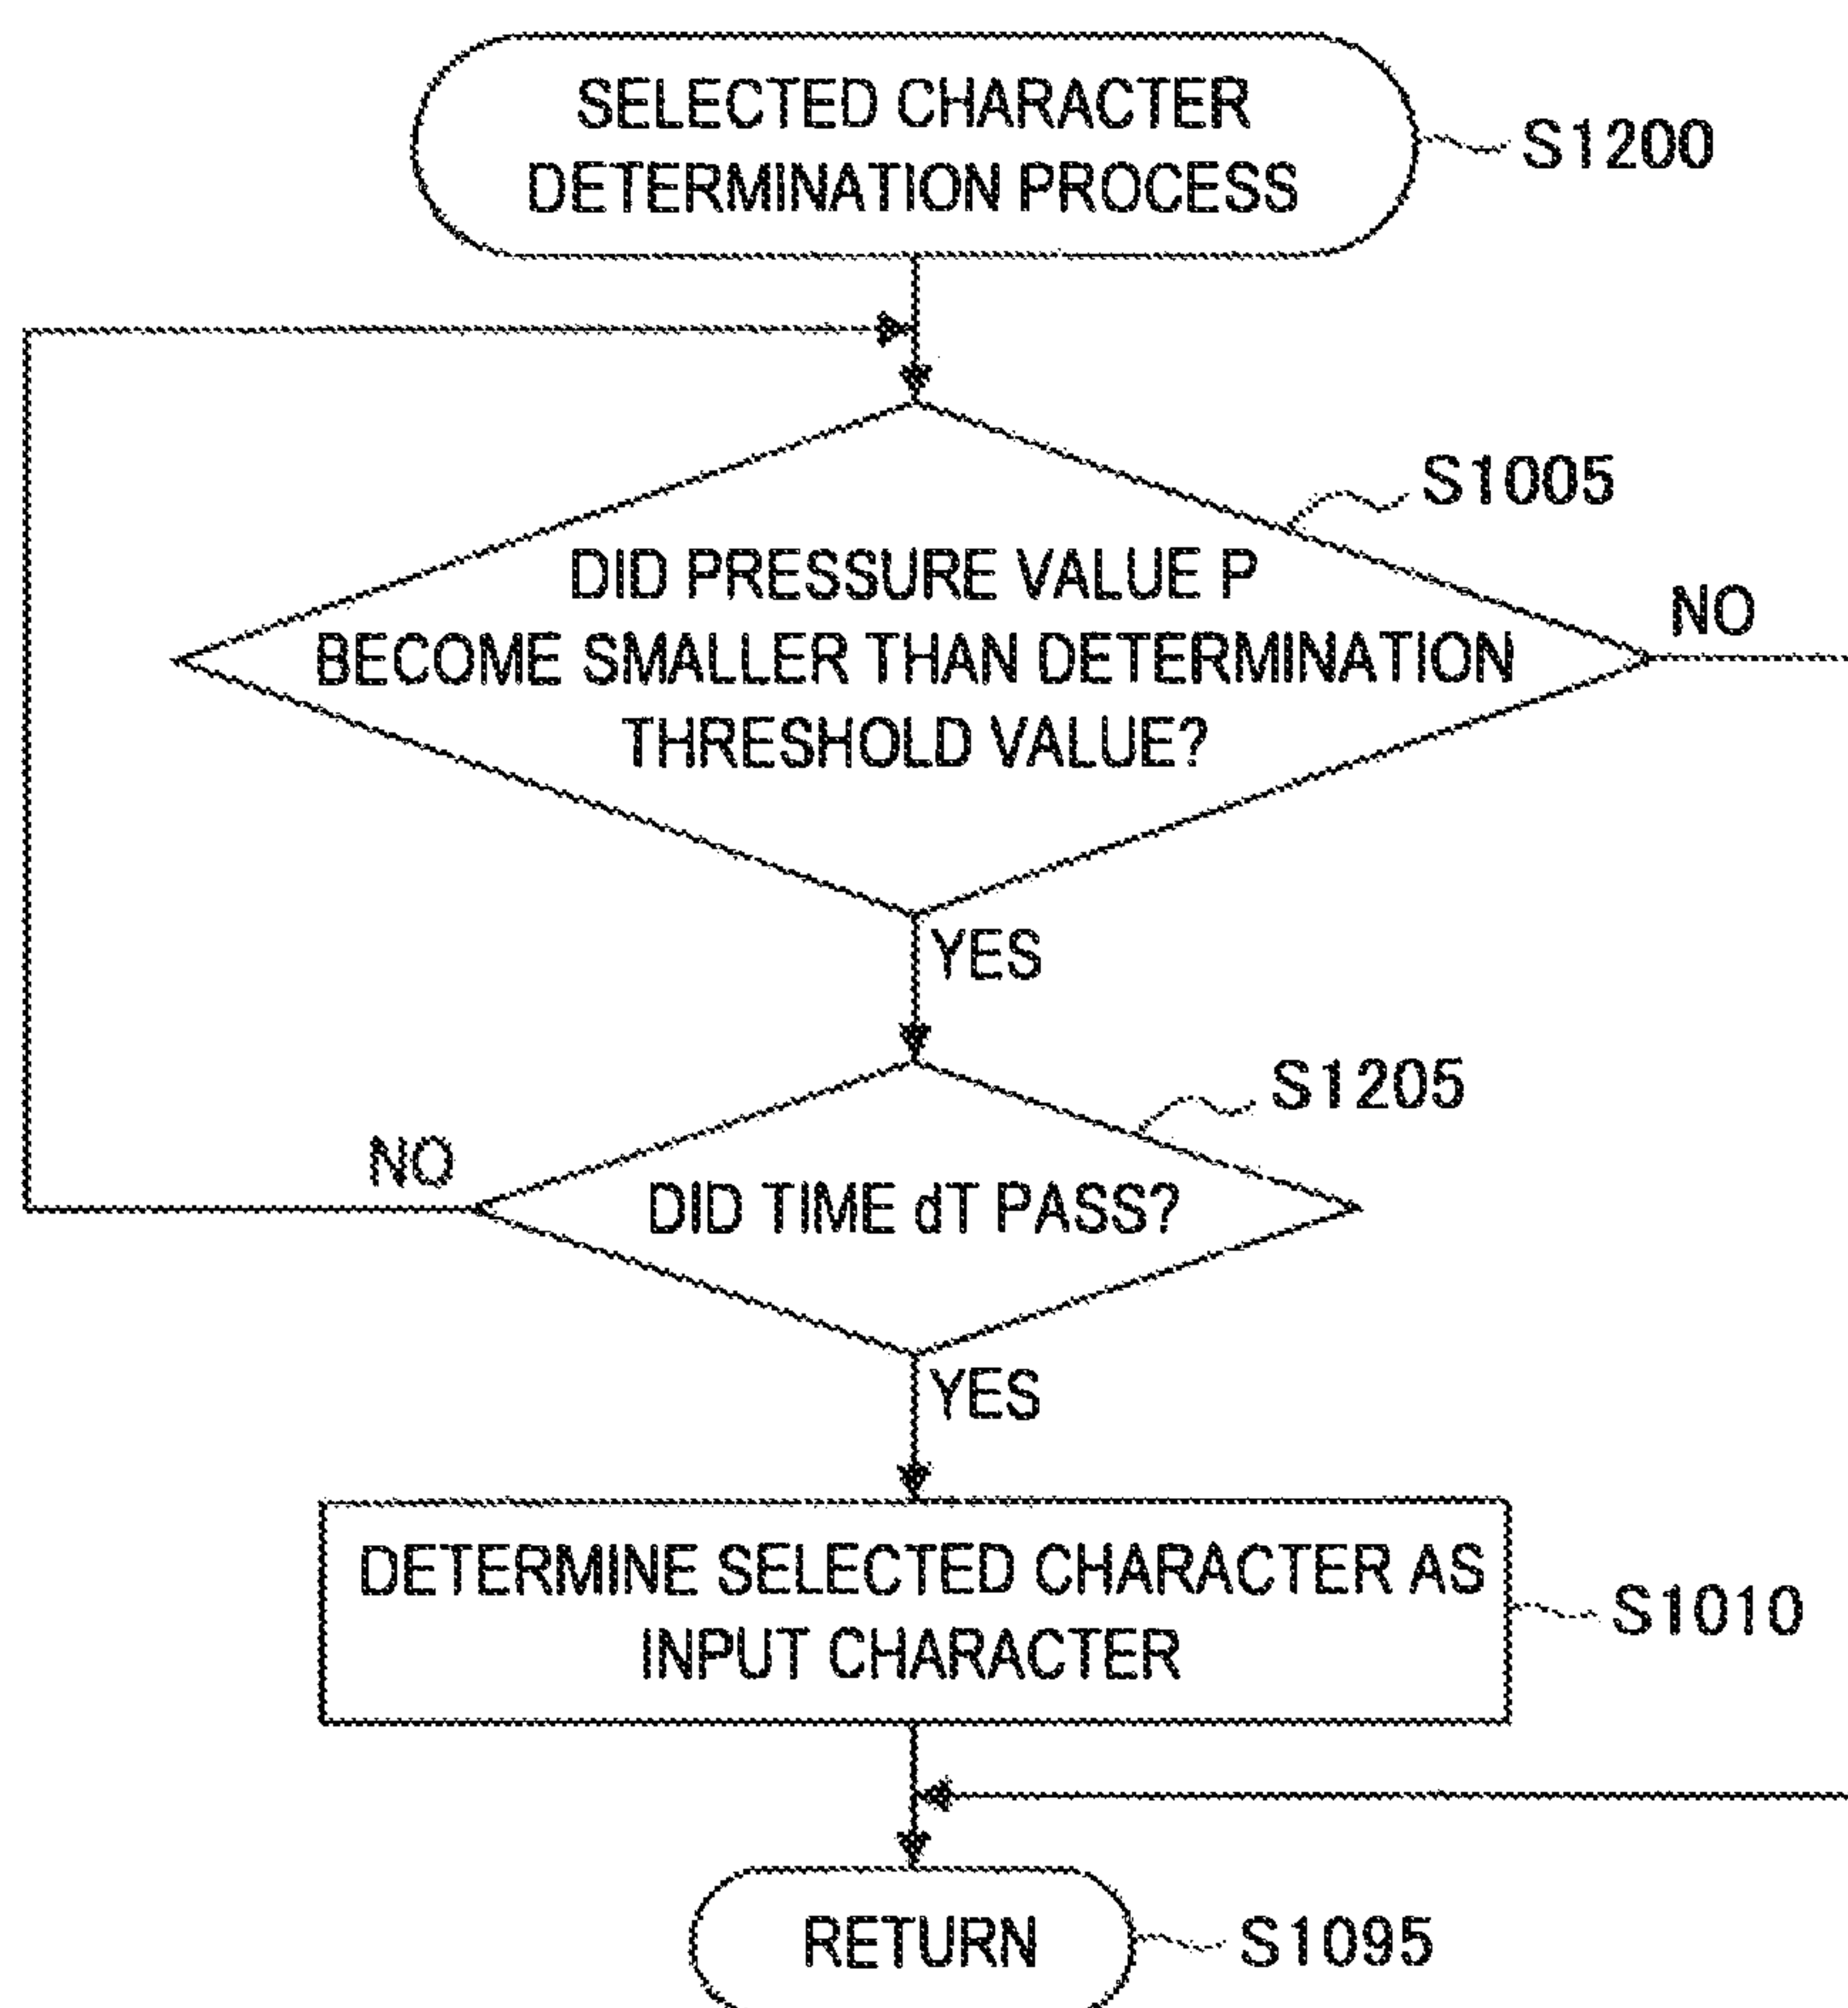 SELECTED CHARACTER
DETERMINATION PROCESS
S1200
S1005
DID PRESSURE VALUE P
BECOME SMALLER THAN DETERMINATION
THRESHOLD VALUE?
NO
YES
S1205
NO
DID TIME dT PASS?
YES
DETERMINE SELECTED CHARACTER AS
INPUT CHARACTER
S1010
RETURN
S1095